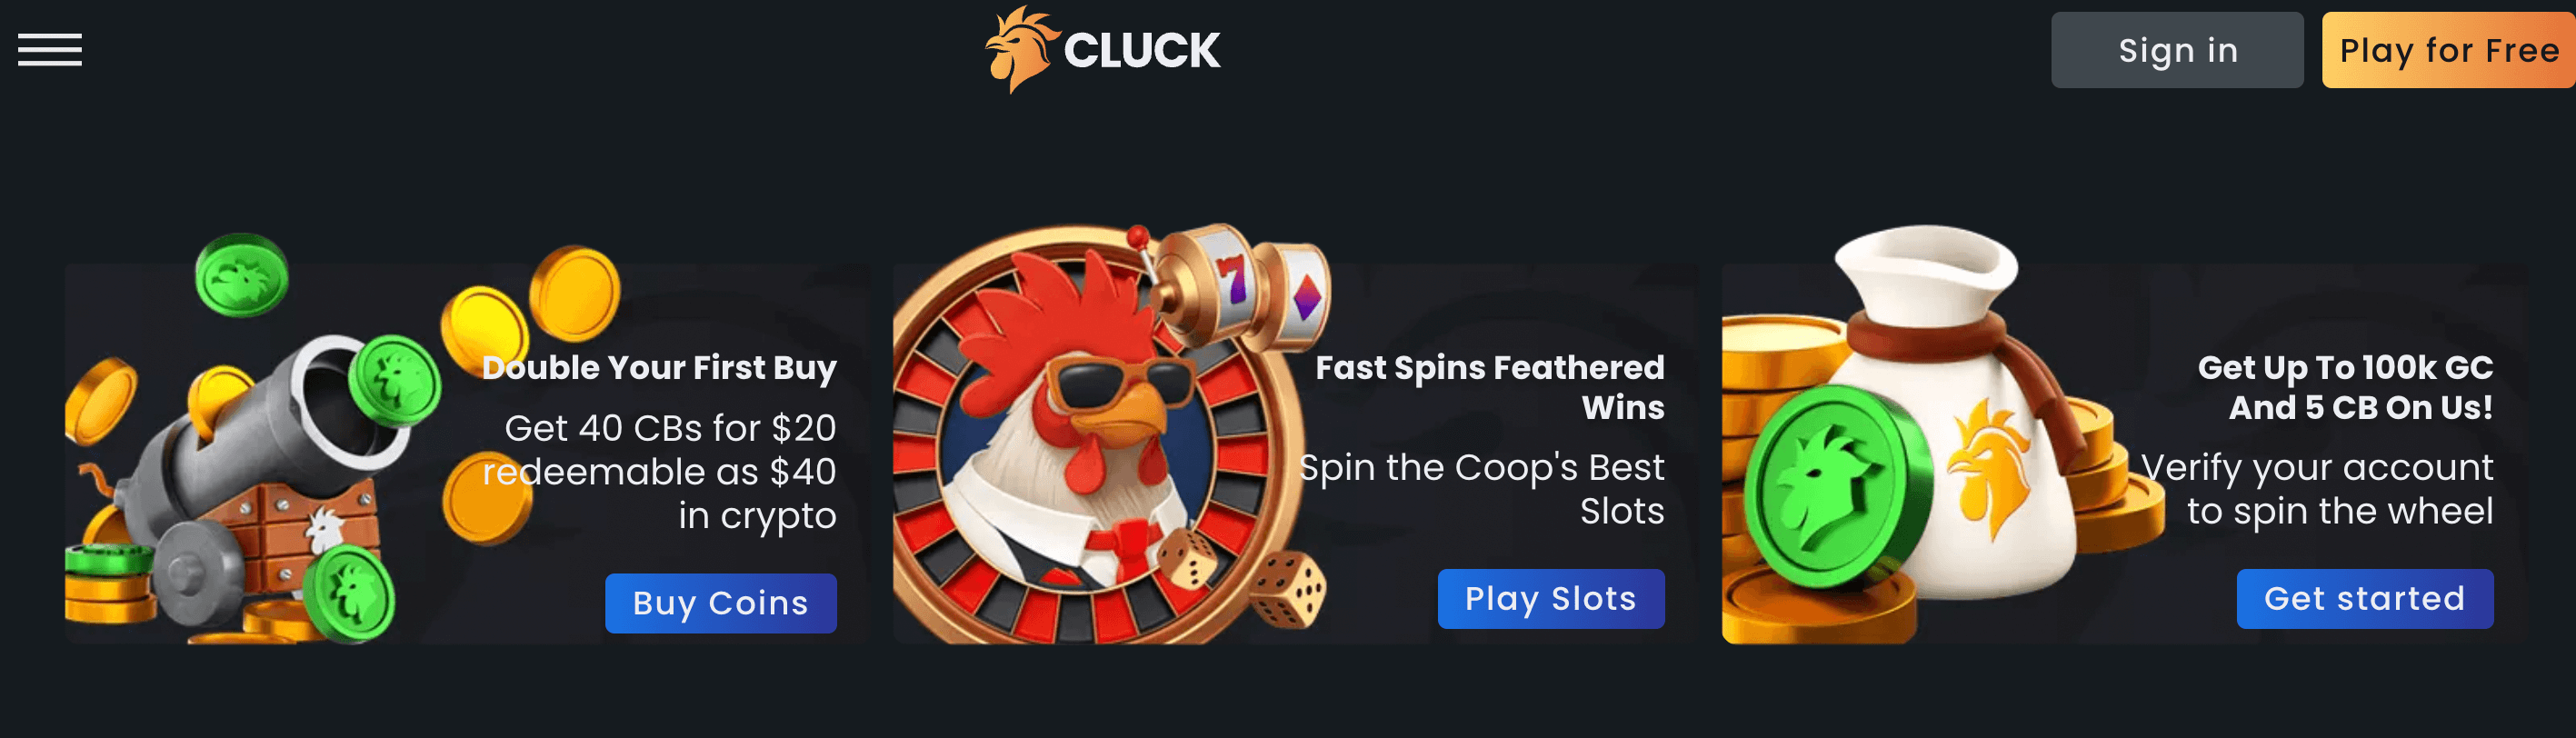 CLUCK
Sign in
Play for Free
Double Your First Buy
Get 40 CBs for $20
redeemable as $40
in crypto
Buy Coins
7
Fast Spins Feathered
Wins
Spin the Coop's Best
Slots
Play Slots
Get Up To 100k GC
And 5 CB On Us!
Verify your account
to spin the wheel
Get started